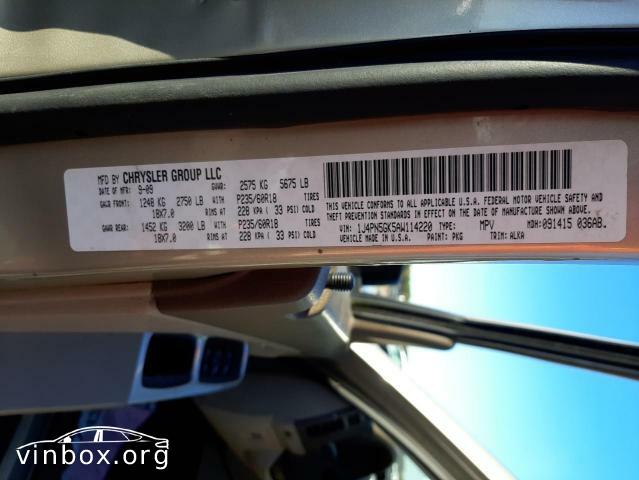 MFD BY CHRYSLER GROUP LLC
DATE OF MFR: 9-09 GVWR: 2575 KG 5675 LB
GAWR FRONT: 1248 KG 2750 LB WITH P235/60R18 TIRES
18X7.0 RIMS AT 228 KPA ( 33 PSI) COLD
GAWR REAR: 1452 KG 3200 LB WITH P235/60R18 TIRES
18X7.0 RIMS AT 228 KPA ( 33 PSI) COLD
THIS VEHICLE CONFORMS TO ALL APPLICABLE U.S.A. FEDERAL MOTOR VEHICLE SAFETY AND
THEFT PREVENTION STANDARDS IN EFFECT ON THE DATE OF MANUFACTURE SHOWN ABOVE.
VIN: 1J4PN5GK5AW114220 TYPE: MPV MDH: 091415 036AB
VEHICLE MADE IN U.S.A. PAINT: PKG TRIM: ALKA
vinbox.org